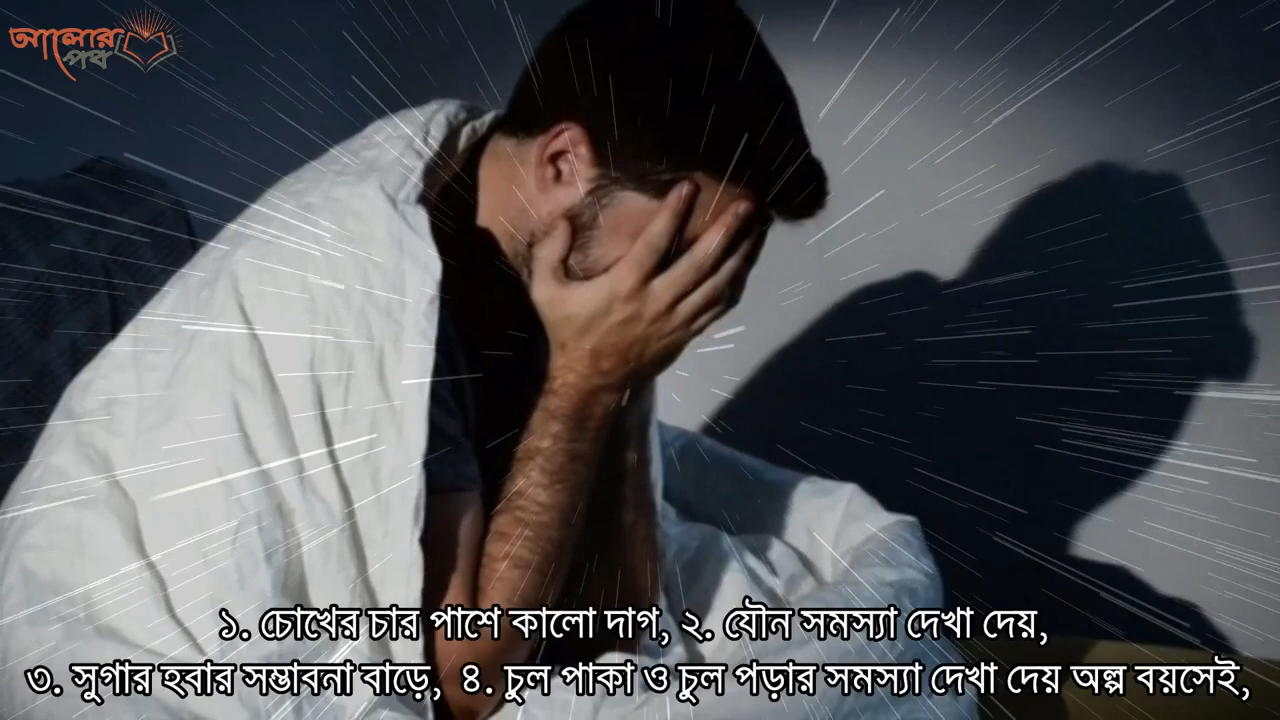 আলোর
পথ
১. চোখের চার পাশে কালো দাগ, ২. যৌন সমস্যা দেখা দেয়,
৩. সুগার হবার সম্ভাবনা বাড়ে, ৪. চুল পাকা ও চুল পড়ার সমস্যা দেখা দেয় অল্প বয়সেই,